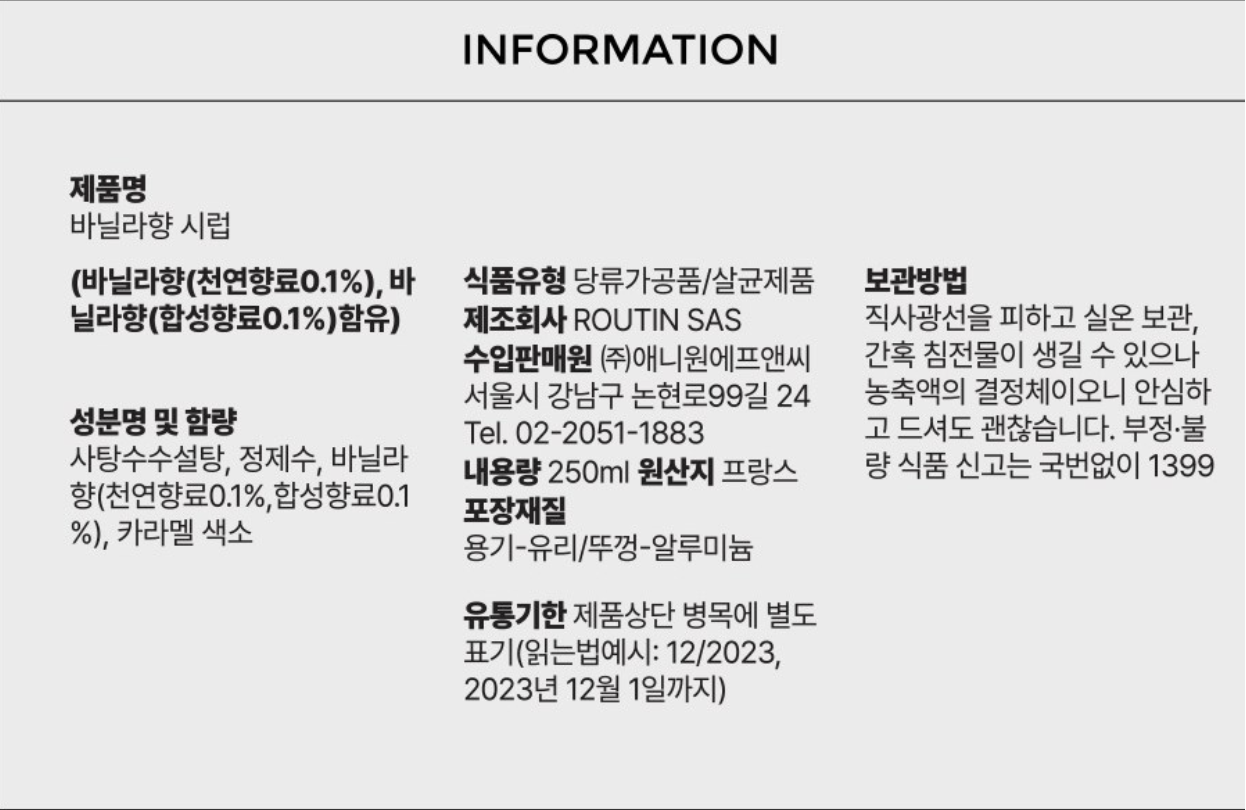 INFORMATION
제품명
바닐라향 시럽
(바닐라향(천연향료0.1%), 바
닐라향(합성향료0.1%)함유)
성분명 및 함량
사탕수수설탕, 정제수, 바닐라
향(천연향료0.1%,합성향료0.1
%), 카라멜 색소
식품유형 당류가공품/살균제품
제조회사 ROUTIN SAS
수입판매원 ㈜애니원에프앤씨
서울시 강남구 논현로99길 24
Tel. 02-2051-1883
내용량 250ml 원산지 프랑스
포장재질
용기-유리/뚜껑-알루미늄
유통기한 제품상단 병목에 별도
표기(읽는법예시: 12/2023,
2023년 12월 1일까지)
보관방법
직사광선을 피하고 실온 보관,
간혹 침전물이 생길 수 있으나
농축액의 결정체이오니 안심하
고 드셔도 괜찮습니다. 부정·불
량 식품 신고는 국번없이 1399